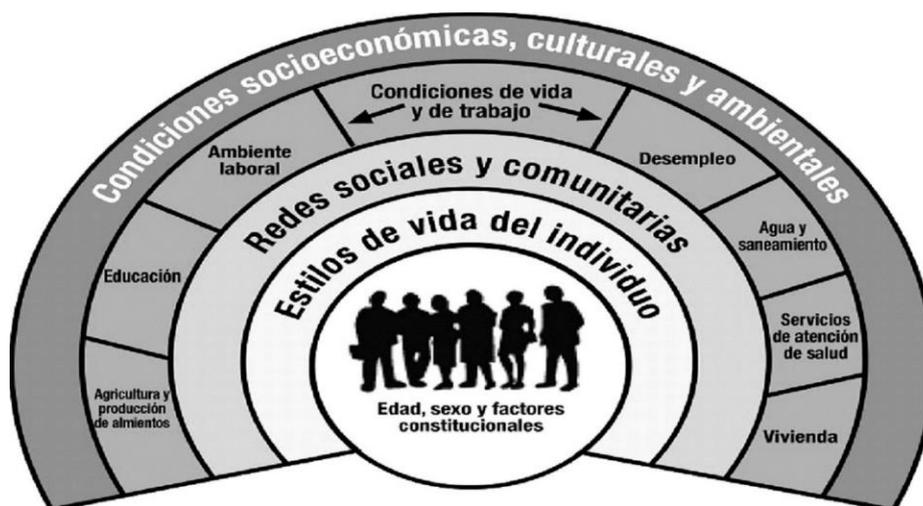 Condiciones socioeconómicas, culturales y ambientales
Condiciones de vida
y de trabajo
Ambiente
laboral
Desempleo
Educación
Agua y
saneamiento
Agricultura y
producción
de almientos
Servicios
de atención
de salud
Vivienda
Redes sociales y comunitarias
Estilos de vida del individuo
Edad, sexo y factores
constitucionales